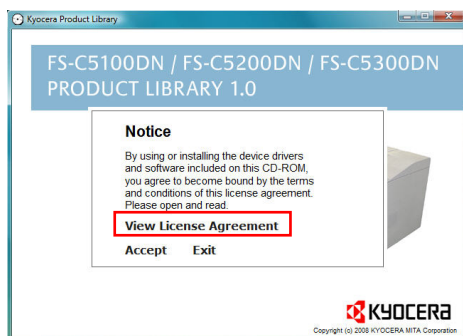 Kyocera Product Library
FS-C5100DN / FS-C5200DN / FS-C5300DN
PRODUCT LIBRARY 1.0
Notice
By using or installing the device drivers
and software included on this CD-ROM,
you agree to become bound by the terms
and conditions of this license agreement.
Please open and read.
View License Agreement
Accept Exit
KYOCERA
Copyright (c) 2008 KYOCERA MITA Corporation